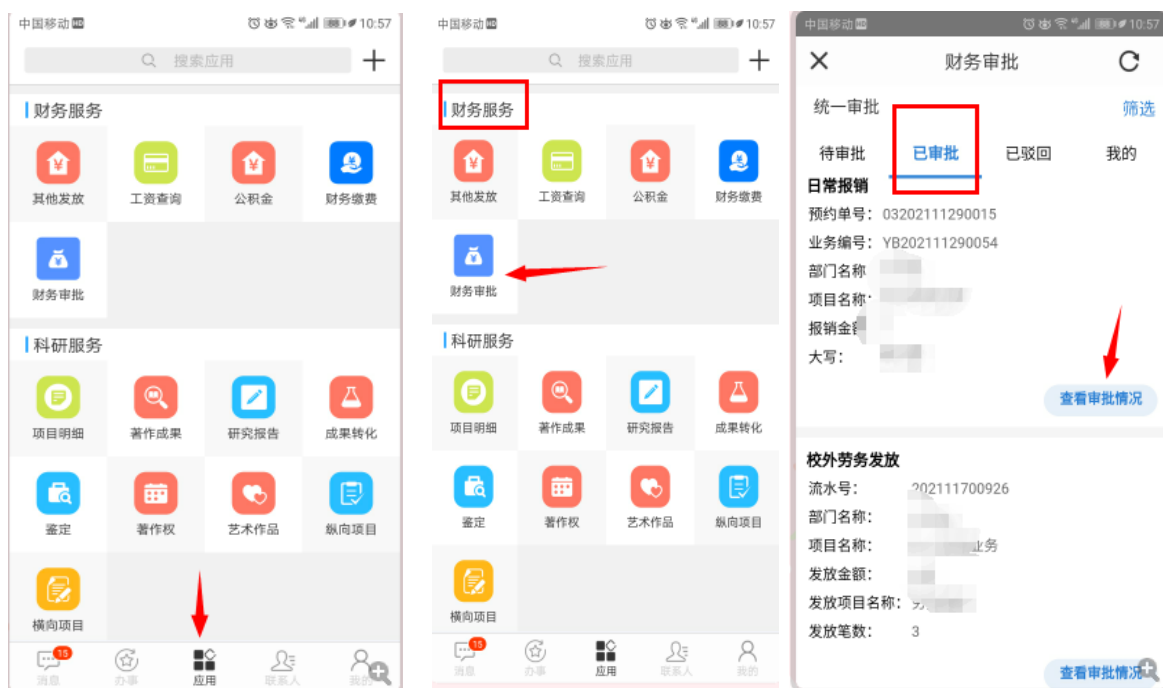 中国移动HD 10:57
搜索应用
财务服务
其他发放 工资查询 公积金 财务缴费
财务审批
科研服务
项目明细 著作成果 研究报告 成果转化
鉴定 著作权 艺术作品 纵向项目
横向项目
15
消息 办事 应用 联系人 我的
中国移动HD 10:57
搜索应用
财务服务
其他发放 工资查询 公积金 财务缴费
财务审批
科研服务
项目明细 著作成果 研究报告 成果转化
鉴定 著作权 艺术作品 纵向项目
横向项目
15
消息 办事 应用 联系人 我的
中国移动HD 10:57
财务审批
统一审批 筛选
待审批 已审批 已驳回 我的
日常报销
预约单号: 03202111290015
业务编号: YB202111290054
部门名称
项目名称:
报销金额
大写:
查看审批情况
校外劳务发放
流水号: 202111700926
部门名称:
项目名称: 业务
发放金额:
发放项目名称:
发放笔数: 3
查看审批情况